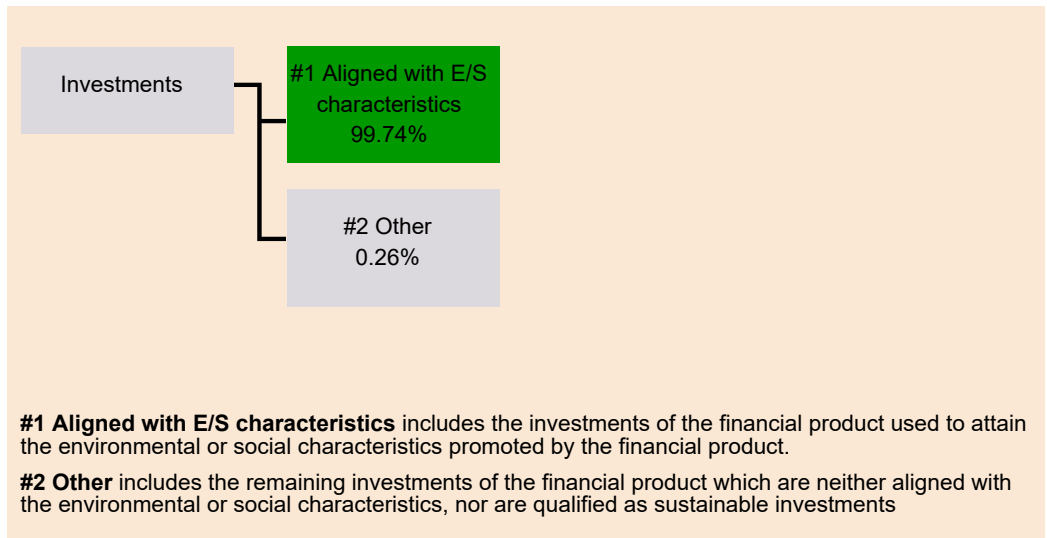 Investments
#1 Aligned with E/S
characteristics
99.74%
#2 Other
0.26%
#1 Aligned with E/S characteristics includes the investments of the financial product used to attain
the environmental or social characteristics promoted by the financial product.
#2 Other includes the remaining investments of the financial product which are neither aligned with
the environmental or social characteristics, nor are qualified as sustainable investments